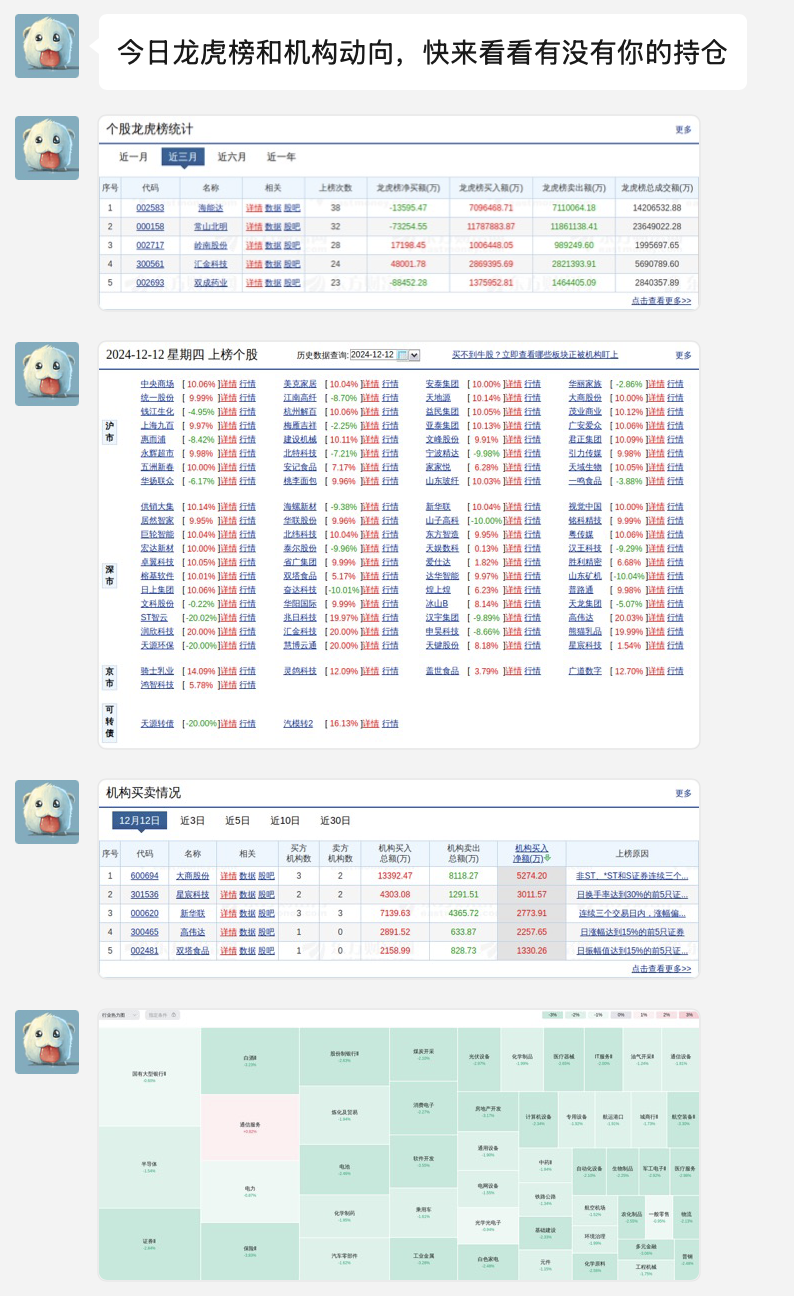 今日龙虎榜和机构动向，快来看看有没有你的持仓
个股龙虎榜统计 更多
近一月 近三月 近六月 近一年
序号 代码 名称 相关 上榜次数 龙虎榜净买额(万) 龙虎榜买入额(万) 龙虎榜卖出额(万) 龙虎榜总成交额(万)
1 002583 海能达 详情 数据 股吧 38 -13595.47 7096468.71 7110064.18 14206532.88
2 000158 常山北明 详情 数据 股吧 32 -73254.55 11787883.87 11861138.41 23649022.28
3 002717 岭南股份 详情 数据 股吧 28 17198.45 1006448.05 989249.60 1995697.65
4 300561 汇金科技 详情 数据 股吧 24 48001.78 2869395.69 2821393.91 5690789.60
5 002693 双成药业 详情 数据 股吧 23 -88452.28 1375952.81 1464405.09 2840357.89
点击查看更多>>
2024-12-12 星期四 上榜个股 历史数据查询: 2024-12-12 买不到牛股？立即查看哪些板块正被机构盯上 更多
沪市
中央商场 [ 10.06% ]详情 行情 美克家居 [ 10.04% ]详情 行情 安泰集团 [ 10.00% ]详情 行情 华丽家族 [ -2.86% ]详情 行情
统一股份 [ 9.99% ]详情 行情 江南高纤 [ -8.70% ]详情 行情 天地源 [ 10.14% ]详情 行情 大商股份 [ 10.00% ]详情 行情
钱江生化 [ -4.95% ]详情 行情 杭州解百 [ 10.06% ]详情 行情 益民集团 [ 10.05% ]详情 行情 茂业商业 [ 10.12% ]详情 行情
上海九百 [ 9.97% ]详情 行情 梅雁吉祥 [ -2.25% ]详情 行情 亚泰集团 [ 10.13% ]详情 行情 广安爱众 [ 10.06% ]详情 行情
惠而浦 [ -8.42% ]详情 行情 建设机械 [ 10.11% ]详情 行情 文峰股份 [ 9.91% ]详情 行情 君正集团 [ 10.09% ]详情 行情
永辉超市 [ 9.98% ]详情 行情 北特科技 [ -7.21% ]详情 行情 宁波精达 [ -9.98% ]详情 行情 引力传媒 [ 9.98% ]详情 行情
五洲新春 [ 10.00% ]详情 行情 安记食品 [ 7.17% ]详情 行情 家家悦 [ 6.28% ]详情 行情 天域生物 [ 10.05% ]详情 行情
华扬联众 [ -6.17% ]详情 行情 桃李面包 [ 9.96% ]详情 行情 山东玻纤 [ 10.03% ]详情 行情 一鸣食品 [ -3.88% ]详情 行情
深市
供销大集 [ 10.14% ]详情 行情 海螺新材 [ -9.38% ]详情 行情 新华联 [ 10.04% ]详情 行情 视觉中国 [ 10.00% ]详情 行情
居然智家 [ 9.95% ]详情 行情 华联股份 [ 9.96% ]详情 行情 山子高科 [ -10.00% ]详情 行情 铭科精技 [ 9.99% ]详情 行情
巨轮智能 [ 10.04% ]详情 行情 北纬科技 [ 10.04% ]详情 行情 东方智造 [ 9.95% ]详情 行情 粤传媒 [ 10.06% ]详情 行情
宏达新材 [ 10.00% ]详情 行情 泰尔股份 [ -9.96% ]详情 行情 天娱数科 [ 0.13% ]详情 行情 汉王科技 [ -9.29% ]详情 行情
卓翼科技 [ 10.05% ]详情 行情 省广集团 [ 9.99% ]详情 行情 爱仕达 [ 1.82% ]详情 行情 胜利精密 [ 6.68% ]详情 行情
榕基软件 [ 10.01% ]详情 行情 双塔食品 [ 5.17% ]详情 行情 达华智能 [ 9.97% ]详情 行情 山东矿机 [ -10.04% ]详情 行情
日上集团 [ 10.06% ]详情 行情 奋达科技 [ -10.01% ]详情 行情 煌上煌 [ 6.23% ]详情 行情 普路通 [ 9.98% ]详情 行情
文科股份 [ -0.22% ]详情 行情 华阳国际 [ 9.99% ]详情 行情 冰山B [ 8.14% ]详情 行情 天龙集团 [ -5.07% ]详情 行情
ST智云 [ -20.02% ]详情 行情 兆日科技 [ 19.97% ]详情 行情 汉宇集团 [ -9.89% ]详情 行情 高伟达 [ 20.03% ]详情 行情
润欣科技 [ 20.00% ]详情 行情 汇金科技 [ 20.00% ]详情 行情 申昊科技 [ -8.66% ]详情 行情 熊猫乳品 [ 19.99% ]详情 行情
天源环保 [ -20.00% ]详情 行情 慧博云通 [ 20.00% ]详情 行情 天键股份 [ 8.18% ]详情 行情 星宸科技 [ 1.54% ]详情 行情
京市
骑士乳业 [ 14.09% ]详情 行情 灵鸽科技 [ 12.09% ]详情 行情 盖世食品 [ 3.79% ]详情 行情 广道数字 [ 12.70% ]详情 行情
鸿智科技 [ 5.78% ]详情 行情
可转债
天源转债 [ -20.00% ]详情 行情 汽模转2 [ 16.13% ]详情 行情
机构买卖情况 更多
12月12日 近3日 近5日 近10日 近30日
序号 代码 名称 相关 买方机构数 卖方机构数 机构买入总额(万) 机构卖出总额(万) 机构买入净额(万) 上榜原因
1 600694 大商股份 详情 数据 股吧 3 2 13392.47 8118.27 5274.20 非ST、*ST和S证券连续三个...
2 301536 星宸科技 详情 数据 股吧 2 2 4303.08 1291.51 3011.57 日换手率达到30%的前5只证...
3 000620 新华联 详情 数据 股吧 3 3 7139.63 4365.72 2773.91 连续三个交易日内，涨幅偏...
4 300465 高伟达 详情 数据 股吧 1 0 2891.52 633.87 2257.65 日涨幅达到15%的前5只证券
5 002481 双塔食品 详情 数据 股吧 1 0 2158.99 828.73 1330.26 日振幅值达到15%的前5只证...
点击查看更多>>
行业热力图 -3% -2% -1% 0% 1% 2% 3%
国有大型银行Ⅱ 白酒Ⅱ 股份制银行Ⅱ 煤炭开采 光伏设备 化学制品 医疗器械 IT服务Ⅱ 油气开采Ⅱ 通信设备
通信服务 炼化及贸易 消费电子 房地产开发 计算机设备 专用设备 航运港口 城商行Ⅱ 航空装备Ⅱ
半导体 电力 电池 软件开发 通用设备 中药Ⅱ 自动化设备 生物制品 军工电子Ⅱ 医疗服务
化学制药 乘用车 电网设备 铁路公路 航空机场 农化制品 一般零售 物流
证券Ⅱ 保险Ⅱ 汽车零部件 工业金属 光学光电子 基础建设 环境治理 多元金融 普钢
白色家电 元件 化学原料 工程机械